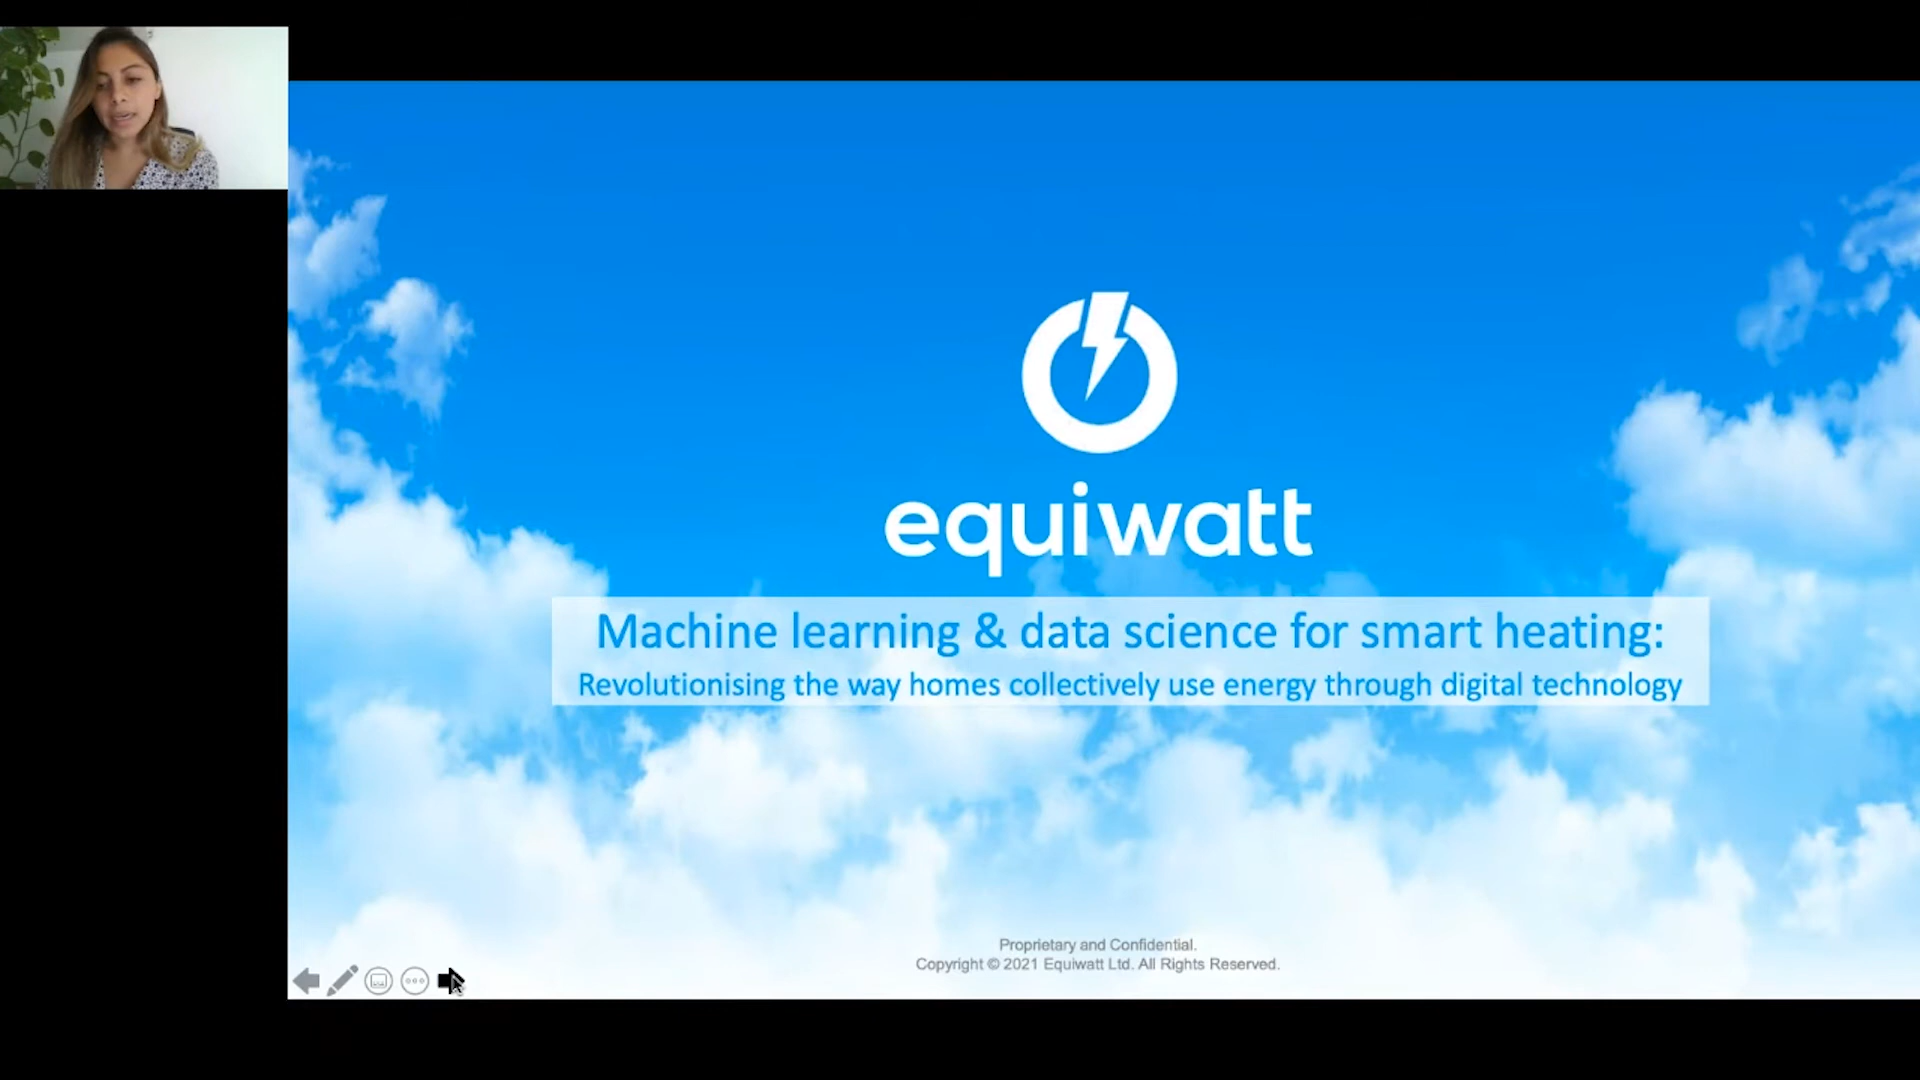 equiwatt
Machine learning & data science for smart heating:
Revolutionising the way homes collectively use energy through digital technology
Proprietary and Confidential.
Copyright © 2021 Equiwatt Ltd. All Rights Reserved.